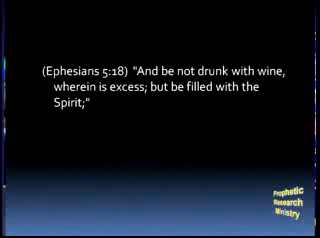 (Ephesians 5:18) "And be not drunk with wine,
wherein is excess; but be filled with the
Spirit;"
Prophetic
Research
Ministry